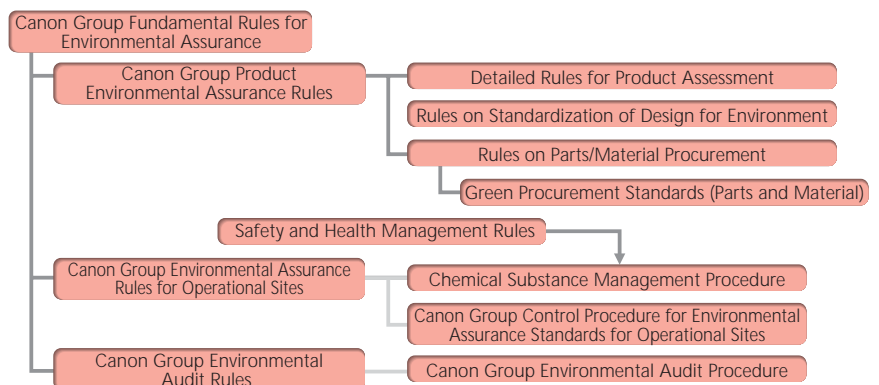 Canon Group Fundamental Rules for
Environmental Assurance
Canon Group Product
Environmental Assurance Rules
Detailed Rules for Product Assessment
Rules on Standardization of Design for Environment
Rules on Parts/Material Procurement
Green Procurement Standards (Parts and Material)
Safety and Health Management Rules
Canon Group Environmental Assurance
Rules for Operational Sites
Chemical Substance Management Procedure
Canon Group Control Procedure for Environmental
Assurance Standards for Operational Sites
Canon Group Environmental
Audit Rules
Canon Group Environmental Audit Procedure